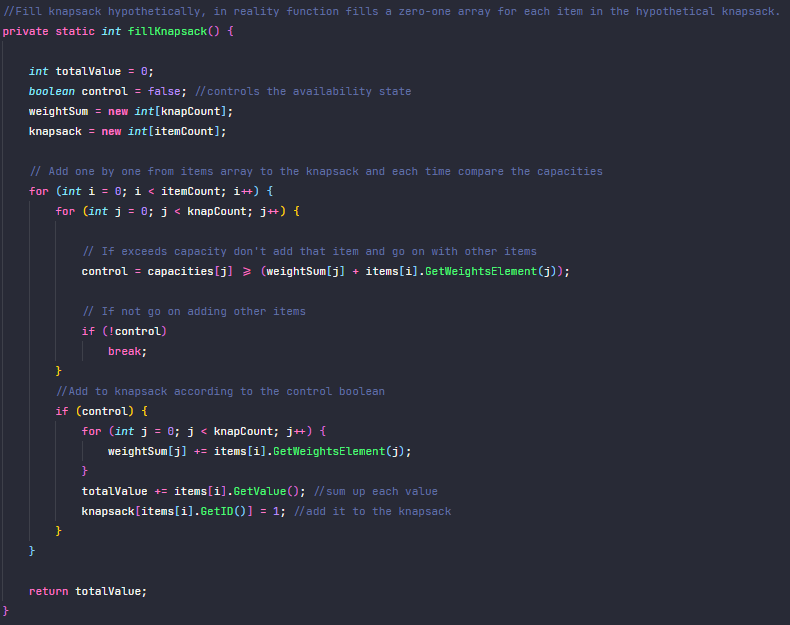 //Fill knapsack hypothetically, in reality function fills a zero-one array for each item in the hypothetical knapsack.
private static int fillKnapsack() {
int totalValue = 0;
boolean control = false; //controls the availability state
weightSum = new int[knapCount];
knapsack = new int[itemCount];
// Add one by one from items array to the knapsack and each time compare the capacities
for (int i = 0; i < itemCount; i++) {
for (int j = 0; j < knapCount; j++) {
// If exceeds capacity don't add that item and go on with other items
control = capacities[j] >= (weightSum[j] + items[i].GetWeightsElement(j));
// If not go on adding other items
if (!control)
break;
}
//Add to knapsack according to the control boolean
if (control) {
for (int j = 0; j < knapCount; j++) {
weightSum[j] += items[i].GetWeightsElement(j);
}
totalValue += items[i].GetValue(); //sum up each value
knapsack[items[i].GetID()] = 1; //add it to the knapsack
}
}
return totalValue;
}